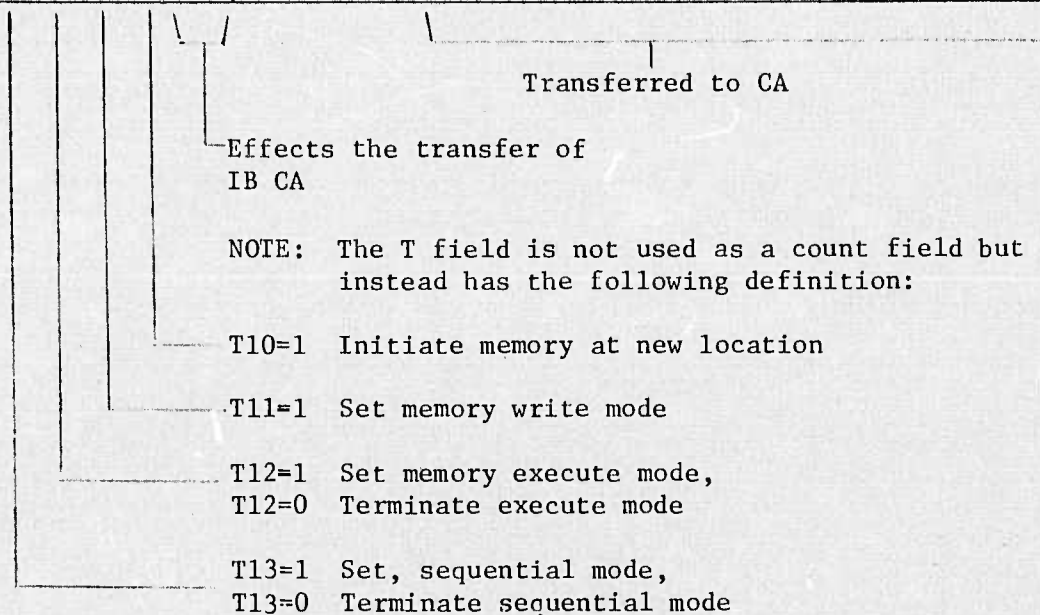 Transferred to CA
Effects the transfer of
IB CA
NOTE: The T field is not used as a count field but
instead has the following definition:
T10=1 Initiate memory at new location
T11=1 Set memory write mode
T12=1 Set memory execute mode,
T12=0 Terminate execute mode
T13=1 Set, sequential mode,
T13=0 Terminate sequential mode